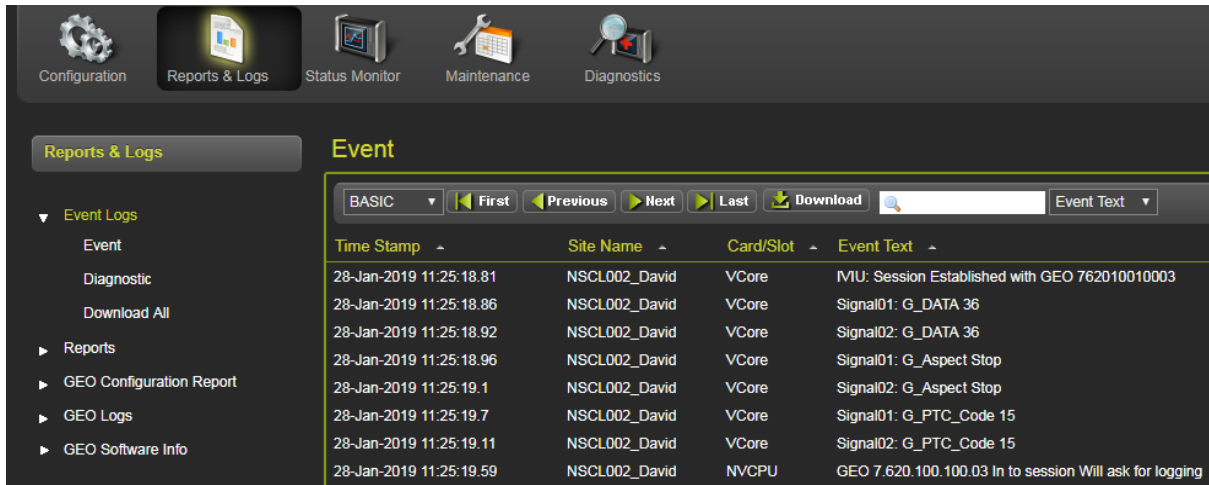 Configuration Reports & Logs Status Monitor Maintenance Diagnostics
Reports & Logs
Event Logs
Event
Diagnostic
Download All
Reports
GEO Configuration Report
GEO Logs
GEO Software Info
Event
BASIC First Previous Next Last Download Event Text
Time Stamp Site Name Card/Slot Event Text
28-Jan-2019 11:25:18.81 NSCL002_David VCore IVIU: Session Established with GEO 762010010003
28-Jan-2019 11:25:18.86 NSCL002_David VCore Signal01: G_DATA 36
28-Jan-2019 11:25:18.92 NSCL002_David VCore Signal02: G_DATA 36
28-Jan-2019 11:25:18.96 NSCL002_David VCore Signal01: G_Aspect Stop
28-Jan-2019 11:25:19.1 NSCL002_David VCore Signal02: G_Aspect Stop
28-Jan-2019 11:25:19.7 NSCL002_David VCore Signal01: G_PTC_Code 15
28-Jan-2019 11:25:19.11 NSCL002_David VCore Signal02: G_PTC_Code 15
28-Jan-2019 11:25:19.59 NSCL002_David NVCPU GEO 7.620.100.100.03 In to session Will ask for logging